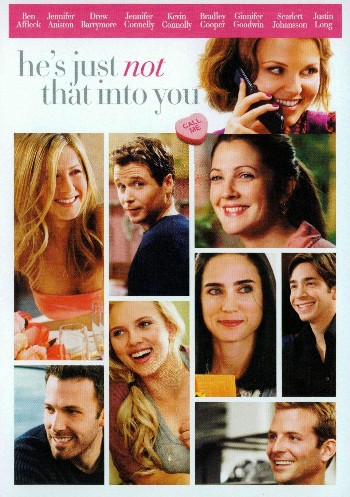 Ben Jennifer Drew Jennifer Kevin Bradley Ginnifer Scarlett Justin
Affleck Aniston Barrymore Connelly Connolly Cooper Goodwin Johansson Long
he's just not
that into you
CALL
ME